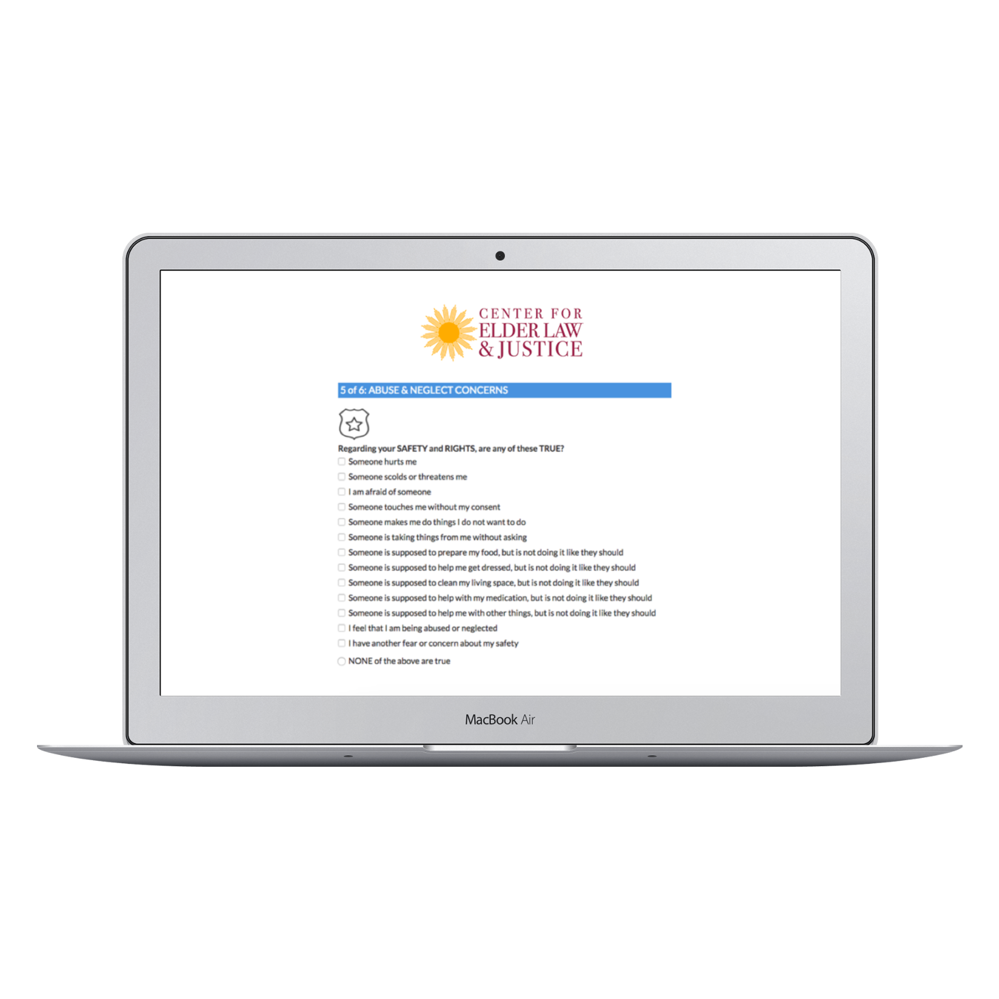 CENTER FOR
ELDER LAW
& JUSTICE
5 of 6: ABUSE & NEGLECT CONCERNS
Regarding your SAFETY and RIGHTS, are any of these TRUE?
Someone hurts me
Someone scolds or threatens me
I am afraid of someone
Someone touches me without my consent
Someone makes me do things I do not want to do
Someone is taking things from me without asking
Someone is supposed to prepare my food, but is not doing it like they should
Someone is supposed to help me get dressed, but is not doing it like they should
Someone is supposed to clean my living space, but is not doing it like they should
Someone is supposed to help with my medication, but is not doing it like they should
Someone is supposed to help me with other things, but is not doing it like they should
I feel that I am being abused or neglected
I have another fear or concern about my safety
NONE of the above are true
MacBook Air